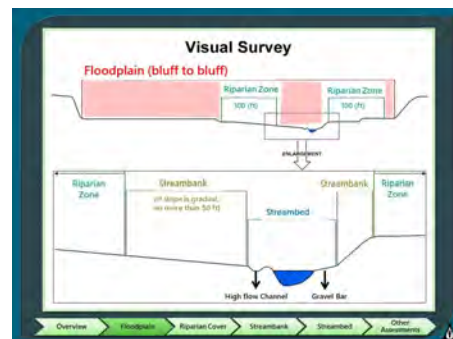 Visual Survey
Floodplain (bluff to bluff)
Riparian Zone
Riparian Zone
100 (ft)
100 (ft)
ENLARGEMENT
Riparian
Zone
Streambank
(if slope is gradual,
no more than 50 ft)
Streambed
Streambank
Riparian
Zone
High flow Channel
Gravel Bar
Overview
Floodplain
Riparian Cover
Streambank
Streambed
Other
Assessments